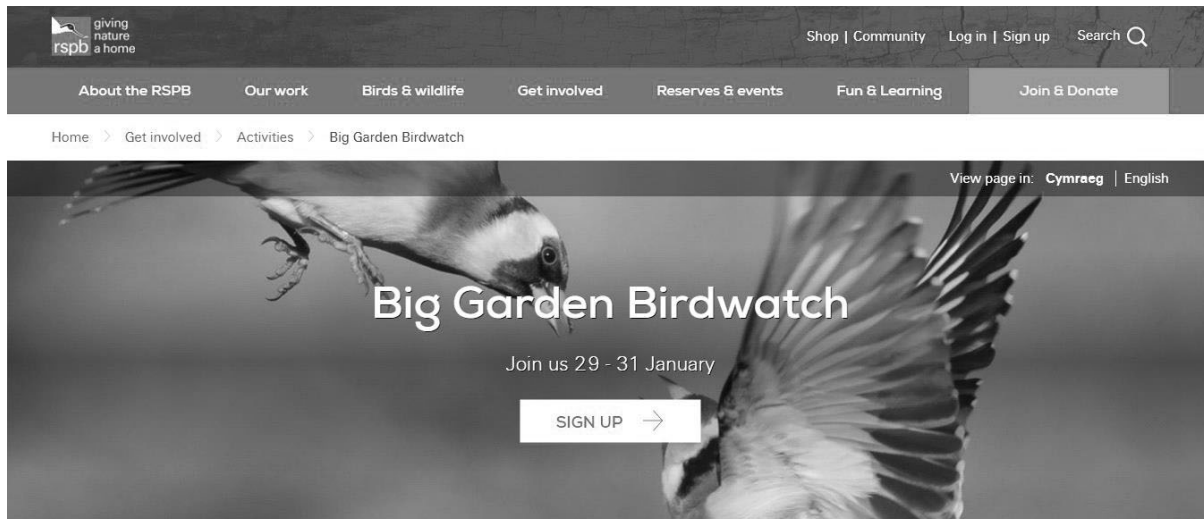 giving
nature
rspb a home
Shop | Community Log in | Sign up Search
About the RSPB Our work Birds & wildlife Get involved Reserves & events Fun & Learning Join & Donate
Home Get involved Activities Big Garden Birdwatch
View page in: Cymraeg | English
Big Garden Birdwatch
Join us 29 - 31 January
SIGN UP